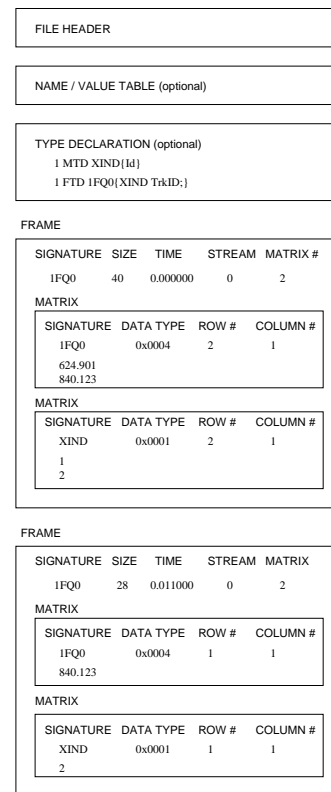 FILE HEADER
NAME / VALUE TABLE (optional)
TYPE DECLARATION (optional)
1 MTD XIND{Id}
1 FTD 1FQ0{XIND TrkID;}
FRAME
SIGNATURE SIZE TIME STREAM MATRIX #
1FQ0 40 0.000000 0 2
MATRIX
SIGNATURE DATA TYPE ROW # COLUMN #
1FQ0 0x0004 2 1
624.901
840.123
MATRIX
SIGNATURE DATA TYPE ROW # COLUMN #
XIND 0x0001 2 1
1
2
FRAME
SIGNATURE SIZE TIME STREAM MATRIX
1FQ0 28 0.011000 0 2
MATRIX
SIGNATURE DATA TYPE ROW # COLUMN #
1FQ0 0x0004 1 1
840.123
MATRIX
SIGNATURE DATA TYPE ROW # COLUMN #
XIND 0x0001 1 1
2